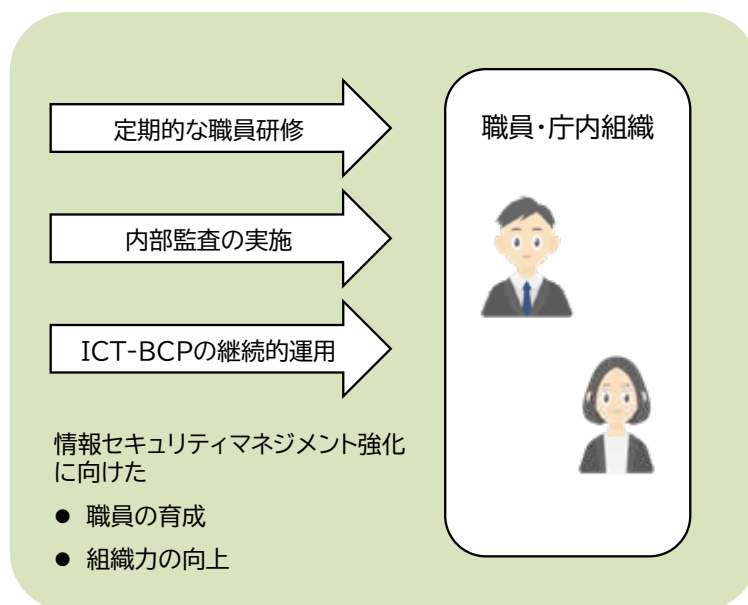 定期的な職員研修
内部監査の実施
ICT-BCPの継続的運用
職員・庁内組織
情報セキュリティマネジメント強化
に向けた
● 職員の育成
● 組織力の向上